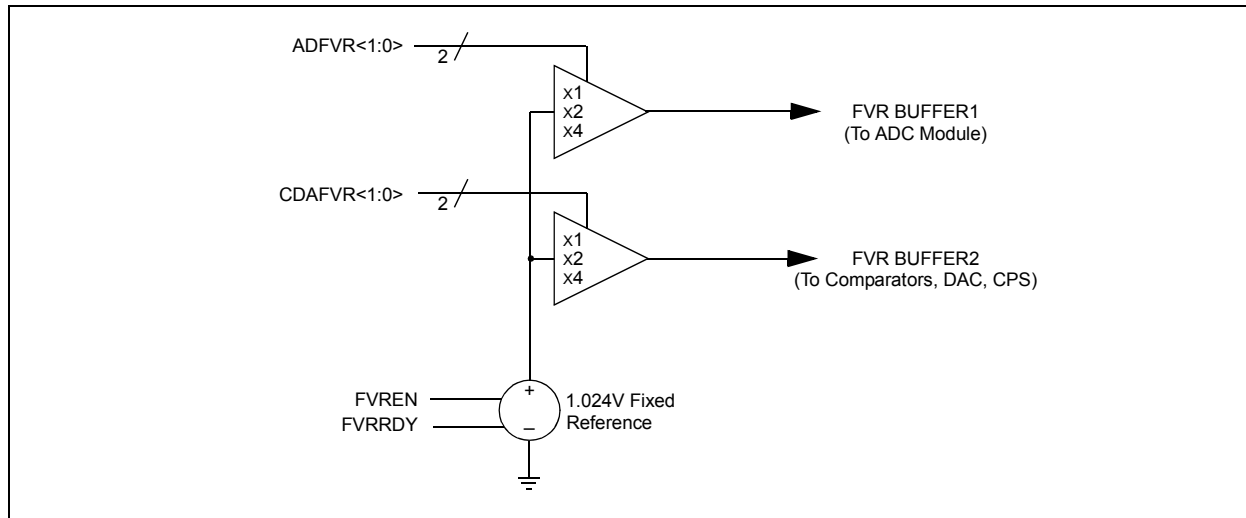 ADFVR<1:0>
2
X1
X2
X4
FVR BUFFER1
(To ADC Module)
CDAFVR<1:0>
2
X1
X2
X4
FVR BUFFER2
(To Comparators, DAC, CPS)
+
_
FVREN
FVRRDY
1.024V Fixed
Reference